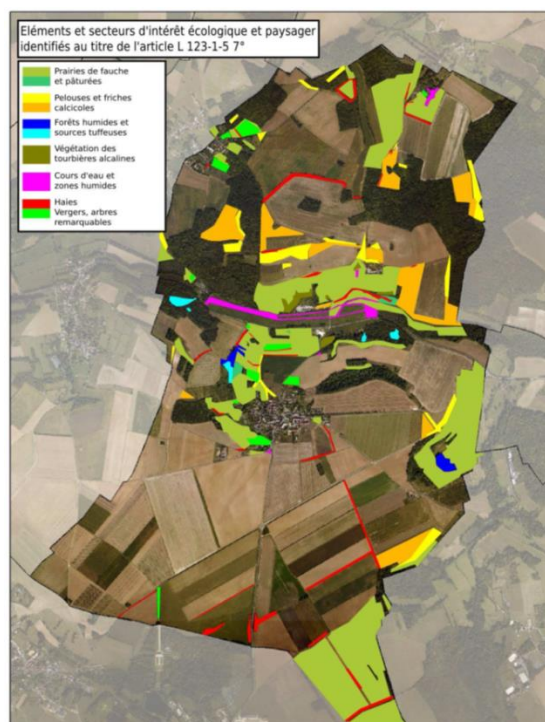 Eléments et secteurs d'intérêt écologique et paysager
identifiés au titre de l'article L 123-1-5 7°
Prairies de fauche
et pâturées
Pelouses et friches
calcicoles
Forêts humides et
sources tuffeuses
Végétation des
tourbières alcalines
Cours d'eau et
zones humides
Haies
Vergers, arbres
remarquables